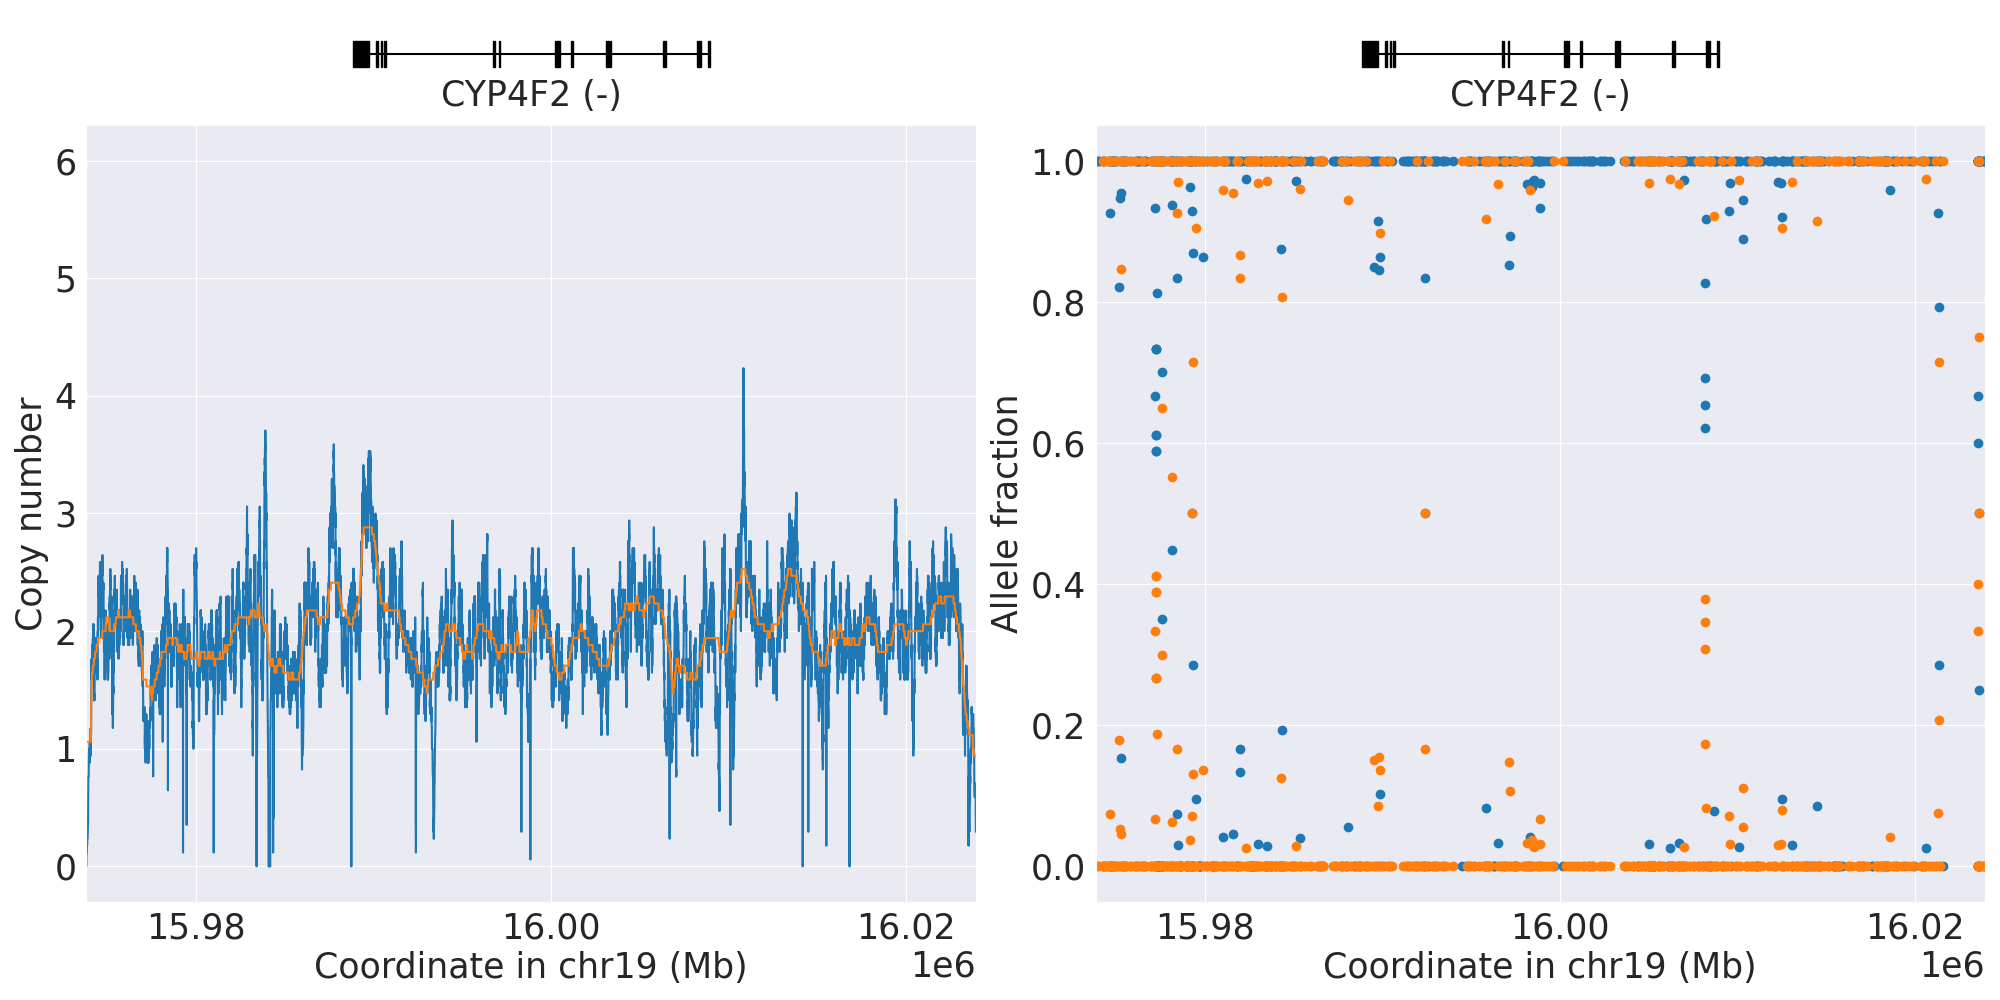 CYP4F2 (-)
6
5
4
3
2
1
0
Copy number
15.98
16.00
16.02
Coordinate in chr19 (Mb)
1e6
CYP4F2 (-)
1.0
0.8
0.6
0.4
0.2
0.0
Allele fraction
15.98
16.00
16.02
Coordinate in chr19 (Mb)
1e6